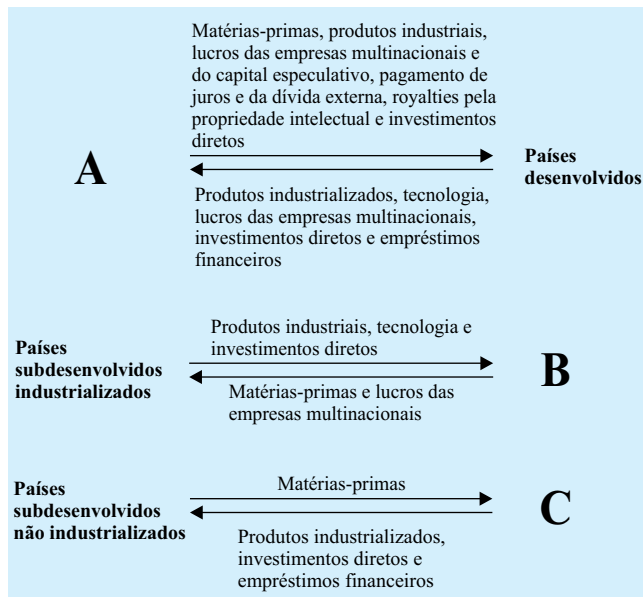 Matérias-primas, produtos industriais,
lucros das empresas multinacionais e
do capital especulativo, pagamento de
juros e da dívida externa, royalties pela
propriedade intelectual e investimentos
diretos
A
Países
desenvolvidos
Produtos industrializados, tecnologia,
lucros das empresas multinacionais,
investimentos diretos e empréstimos
financeiros
Países
subdesenvolvidos
industrializados
Produtos industriais, tecnologia e
investimentos diretos
B
Matérias-primas e lucros das
empresas multinacionais
Países
subdesenvolvidos
não industrializados
Matérias-primas
C
Produtos industrializados,
investimentos diretos e
empréstimos financeiros